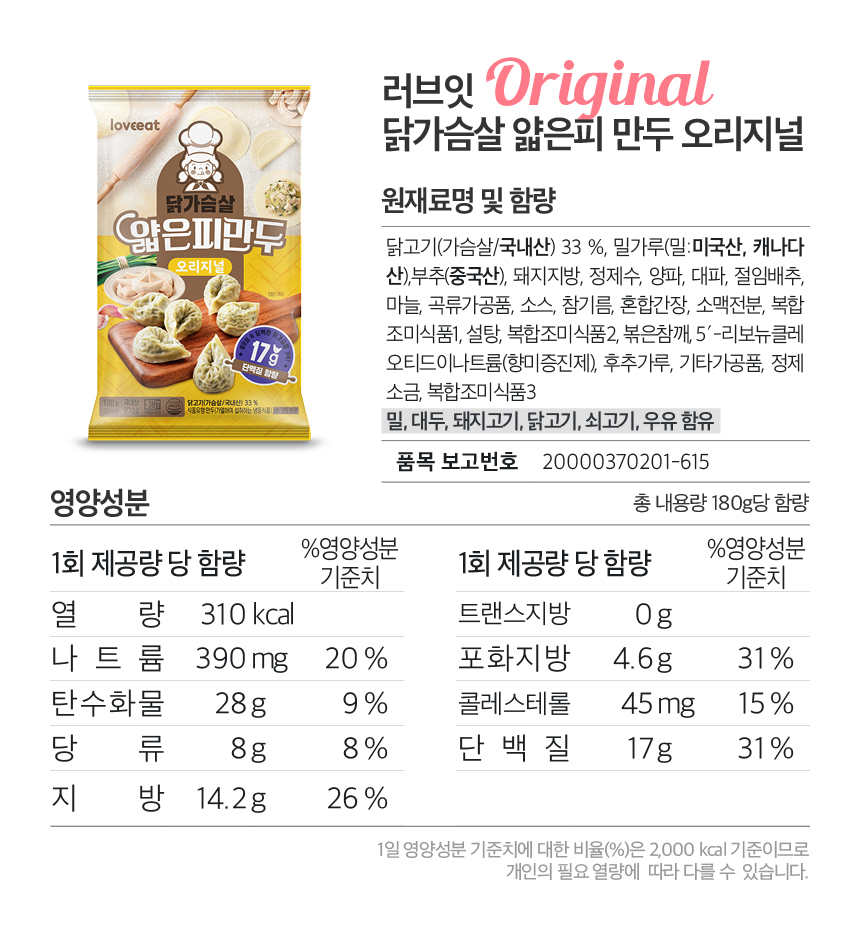 러브잇 Original
닭가슴살 얇은피 만두 오리지널
loveeat
닭가슴살
얇은피만두
오리지널
17g
단백질 함량
180g
닭고기(가슴살/국내산) 33 %
원재료명 및 함량
닭고기(가슴살/국내산) 33 %, 밀가루(밀:미국산, 캐나다
산),부추(중국산), 돼지지방, 정제수, 양파, 대파, 절임배추,
마늘, 곡류가공품, 소스, 참기름, 혼합간장, 소맥전분, 복합
조미식품1, 설탕, 복합조미식품2, 볶은참깨, 5´-리보뉴클레
오티드이나트륨(향미증진제), 후추가루, 기타가공품, 정제
소금, 복합조미식품3
밀, 대두, 돼지고기, 닭고기, 쇠고기, 우유 함유
품목 보고번호 20000370201-615
영양성분 총 내용량 180g당 함량
1회 제공량 당 함량 %영양성분 기준치
열 량 310 kcal
나 트 륨 390 mg 20 %
탄수화물 28 g 9 %
당 류 8 g 8 %
지 방 14.2 g 26 %
1회 제공량 당 함량 %영양성분 기준치
트랜스지방 0 g
포화지방 4.6 g 31 %
콜레스테롤 45 mg 15 %
단 백 질 17 g 31 %
1일 영양성분 기준치에 대한 비율(%)은 2,000 kcal 기준이므로
개인의 필요 열량에 따라 다를 수 있습니다.